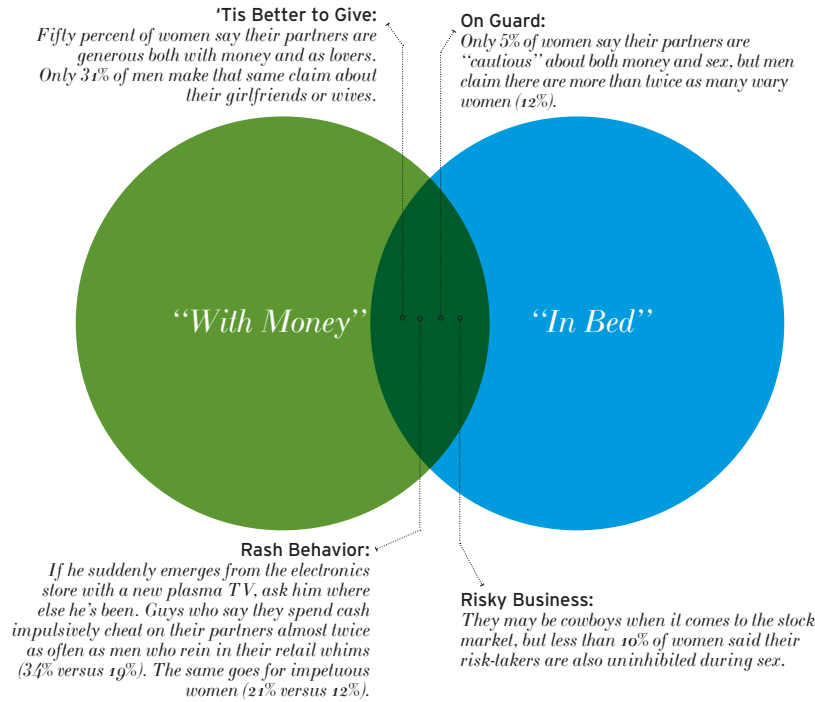 ‘Tis Better to Give:
Fifty percent of women say their partners are
generous both with money and as lovers.
Only 31% of men make that same claim about
their girlfriends or wives.
On Guard:
Only 5% of women say their partners are
“cautious” about both money and sex, but men
claim there are more than twice as many wary
women (12%).
“With Money”
“In Bed”
Rash Behavior:
If he suddenly emerges from the electronics
store with a new plasma TV, ask him where
else he’s been. Guys who say they spend cash
impulsively cheat on their partners almost twice
as often as men who rein in their retail whims
(34% versus 19%). The same goes for impetuous
women (21% versus 12%).
Risky Business:
They may be cowboys when it comes to the stock
market, but less than 10% of women said their
risk-takers are also uninhibited during sex.